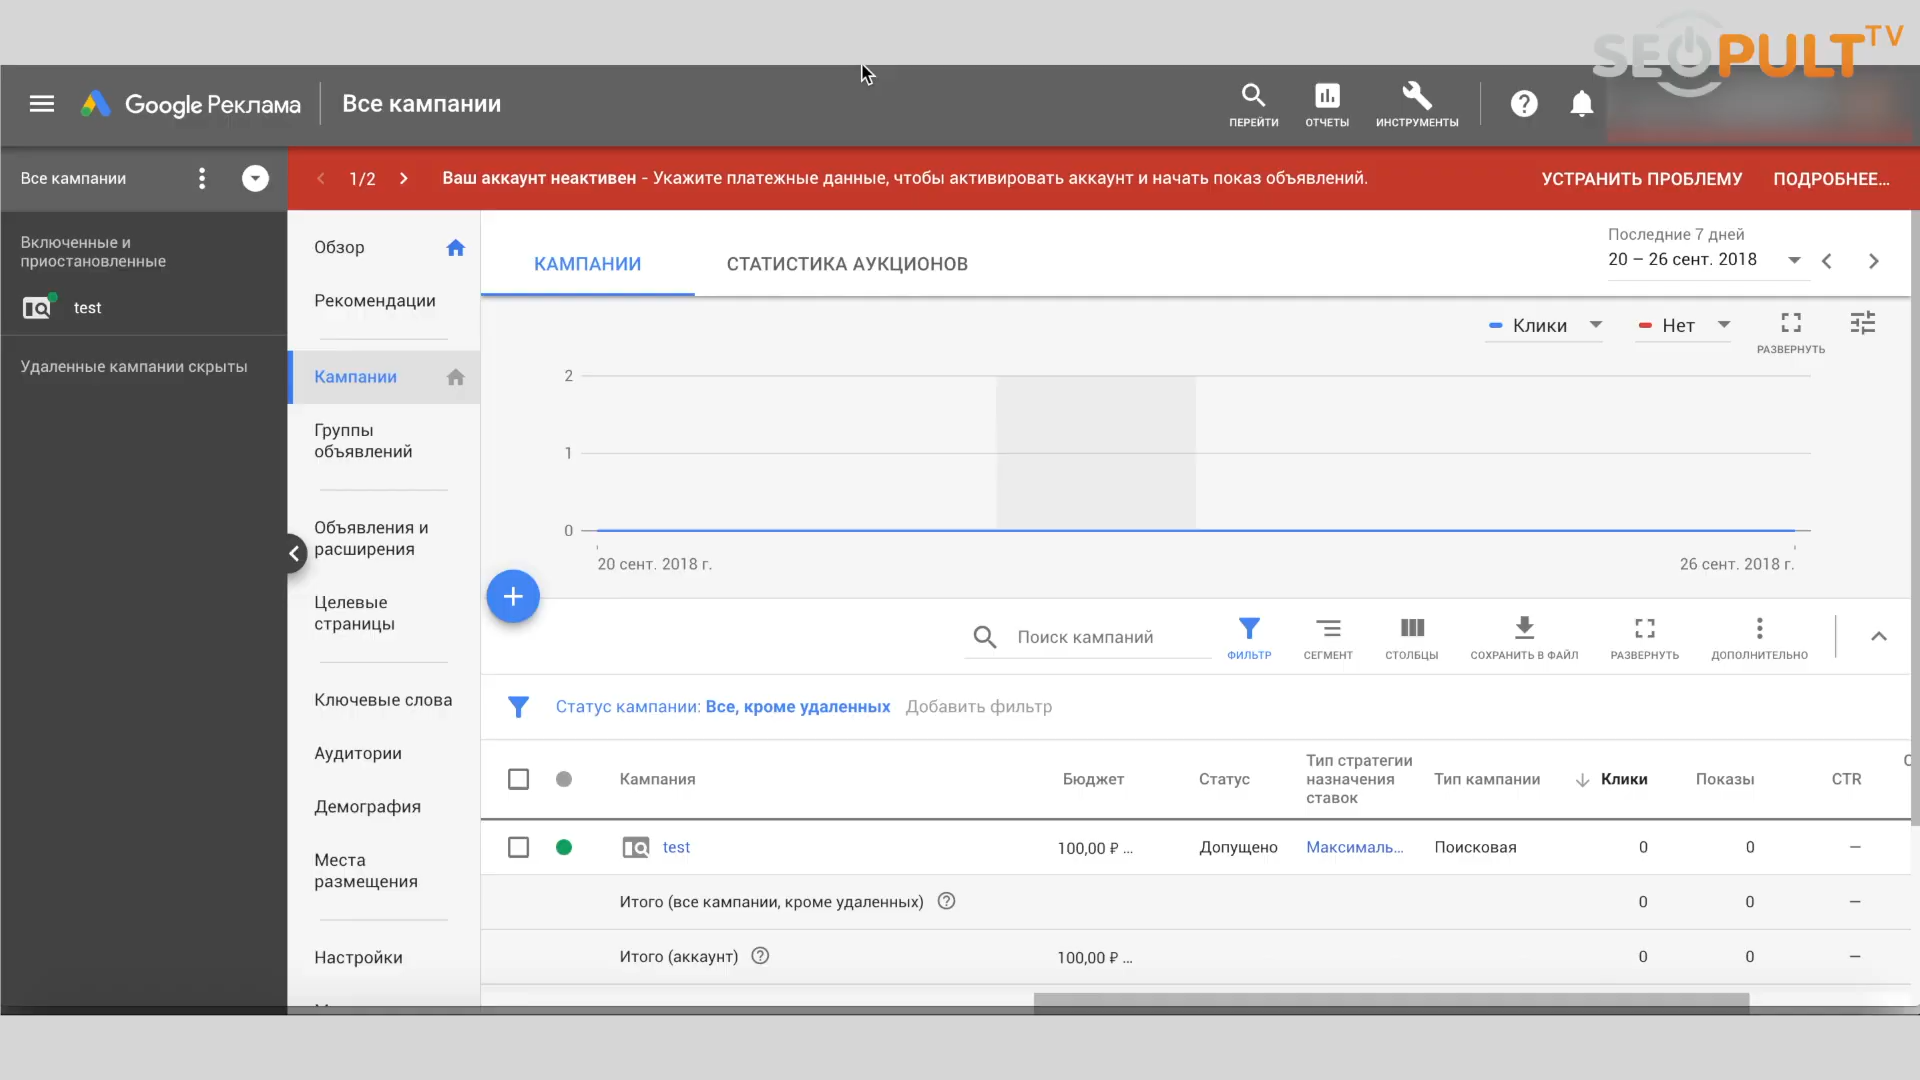 SEOPULT TV
Google Реклама
Все кампании
ПЕРЕЙТИ
ОТЧЕТЫ
ИНСТРУМЕНТЫ
Все кампании
1/2
Ваш аккаунт неактивен - Укажите платежные данные, чтобы активировать аккаунт и начать показ объявлений.
УСТРАНИТЬ ПРОБЛЕМУ
ПОДРОБНЕЕ...
Включенные и
приостановленные
test
Удаленные кампании скрыты
Обзор
Рекомендации
Кампании
Группы
объявлений
Объявления и
расширения
Целевые
страницы
Ключевые слова
Аудитории
Демография
Места
размещения
Настройки
КАМПАНИИ
СТАТИСТИКА АУКЦИОНОВ
Последние 7 дней
20 – 26 сент. 2018
Клики
Нет
РАЗВЕРНУТЬ
2
1
0
20 сент. 2018 г.
26 сент. 2018 г.
Поиск кампаний
ФИЛЬТР
СЕГМЕНТ
СТОЛБЦЫ
СОХРАНИТЬ В ФАЙЛ
РАЗВЕРНУТЬ
ДОПОЛНИТЕЛЬНО
Статус кампании: Все, кроме удаленных
Добавить фильтр
Кампания
Бюджет
Статус
Тип стратегии
назначения
ставок
Тип кампании
Клики
Показы
CTR
test
100,00 ₽ ...
Допущено
Максималь...
Поисковая
0
0
—
Итого (все кампании, кроме удаленных)
0
0
—
Итого (аккаунт)
100,00 ₽ ...
0
0
—